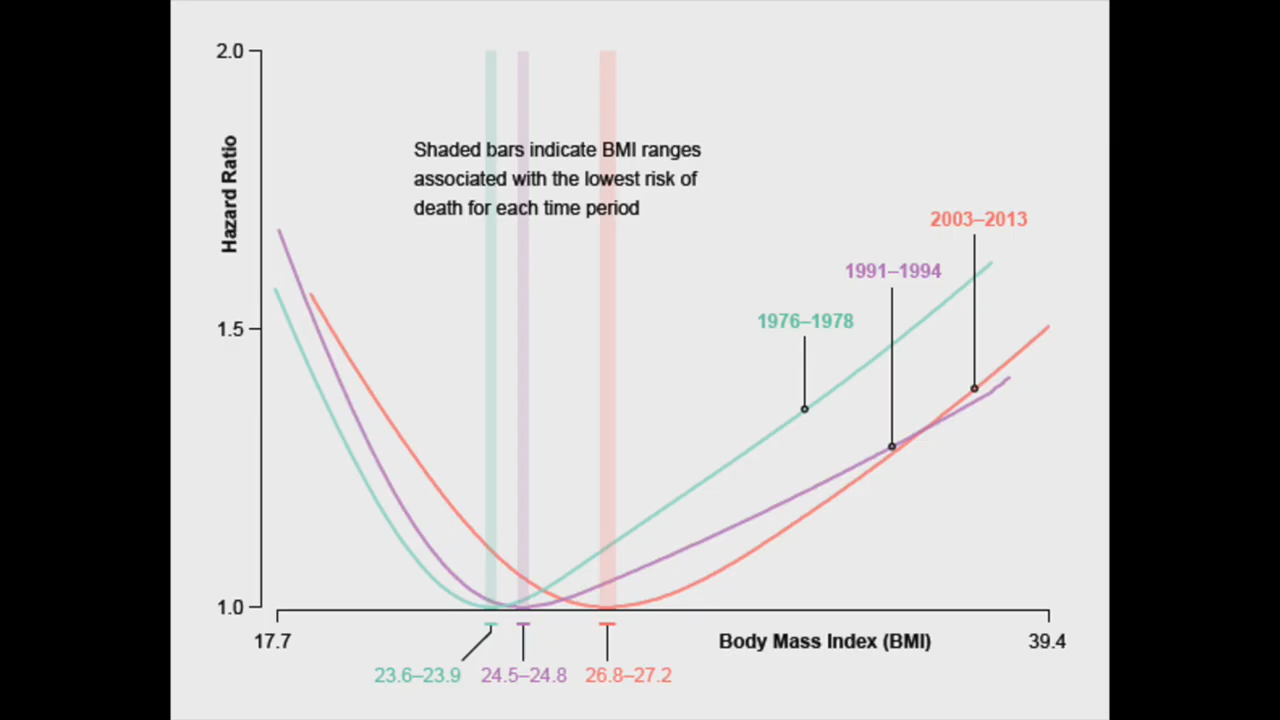 2.0
Hazard Ratio
Shaded bars indicate BMI ranges
associated with the lowest risk of
death for each time period
2003–2013
1991–1994
1976–1978
1.5
1.0
17.7
Body Mass Index (BMI)
39.4
23.6–23.9
24.5–24.8
26.8–27.2